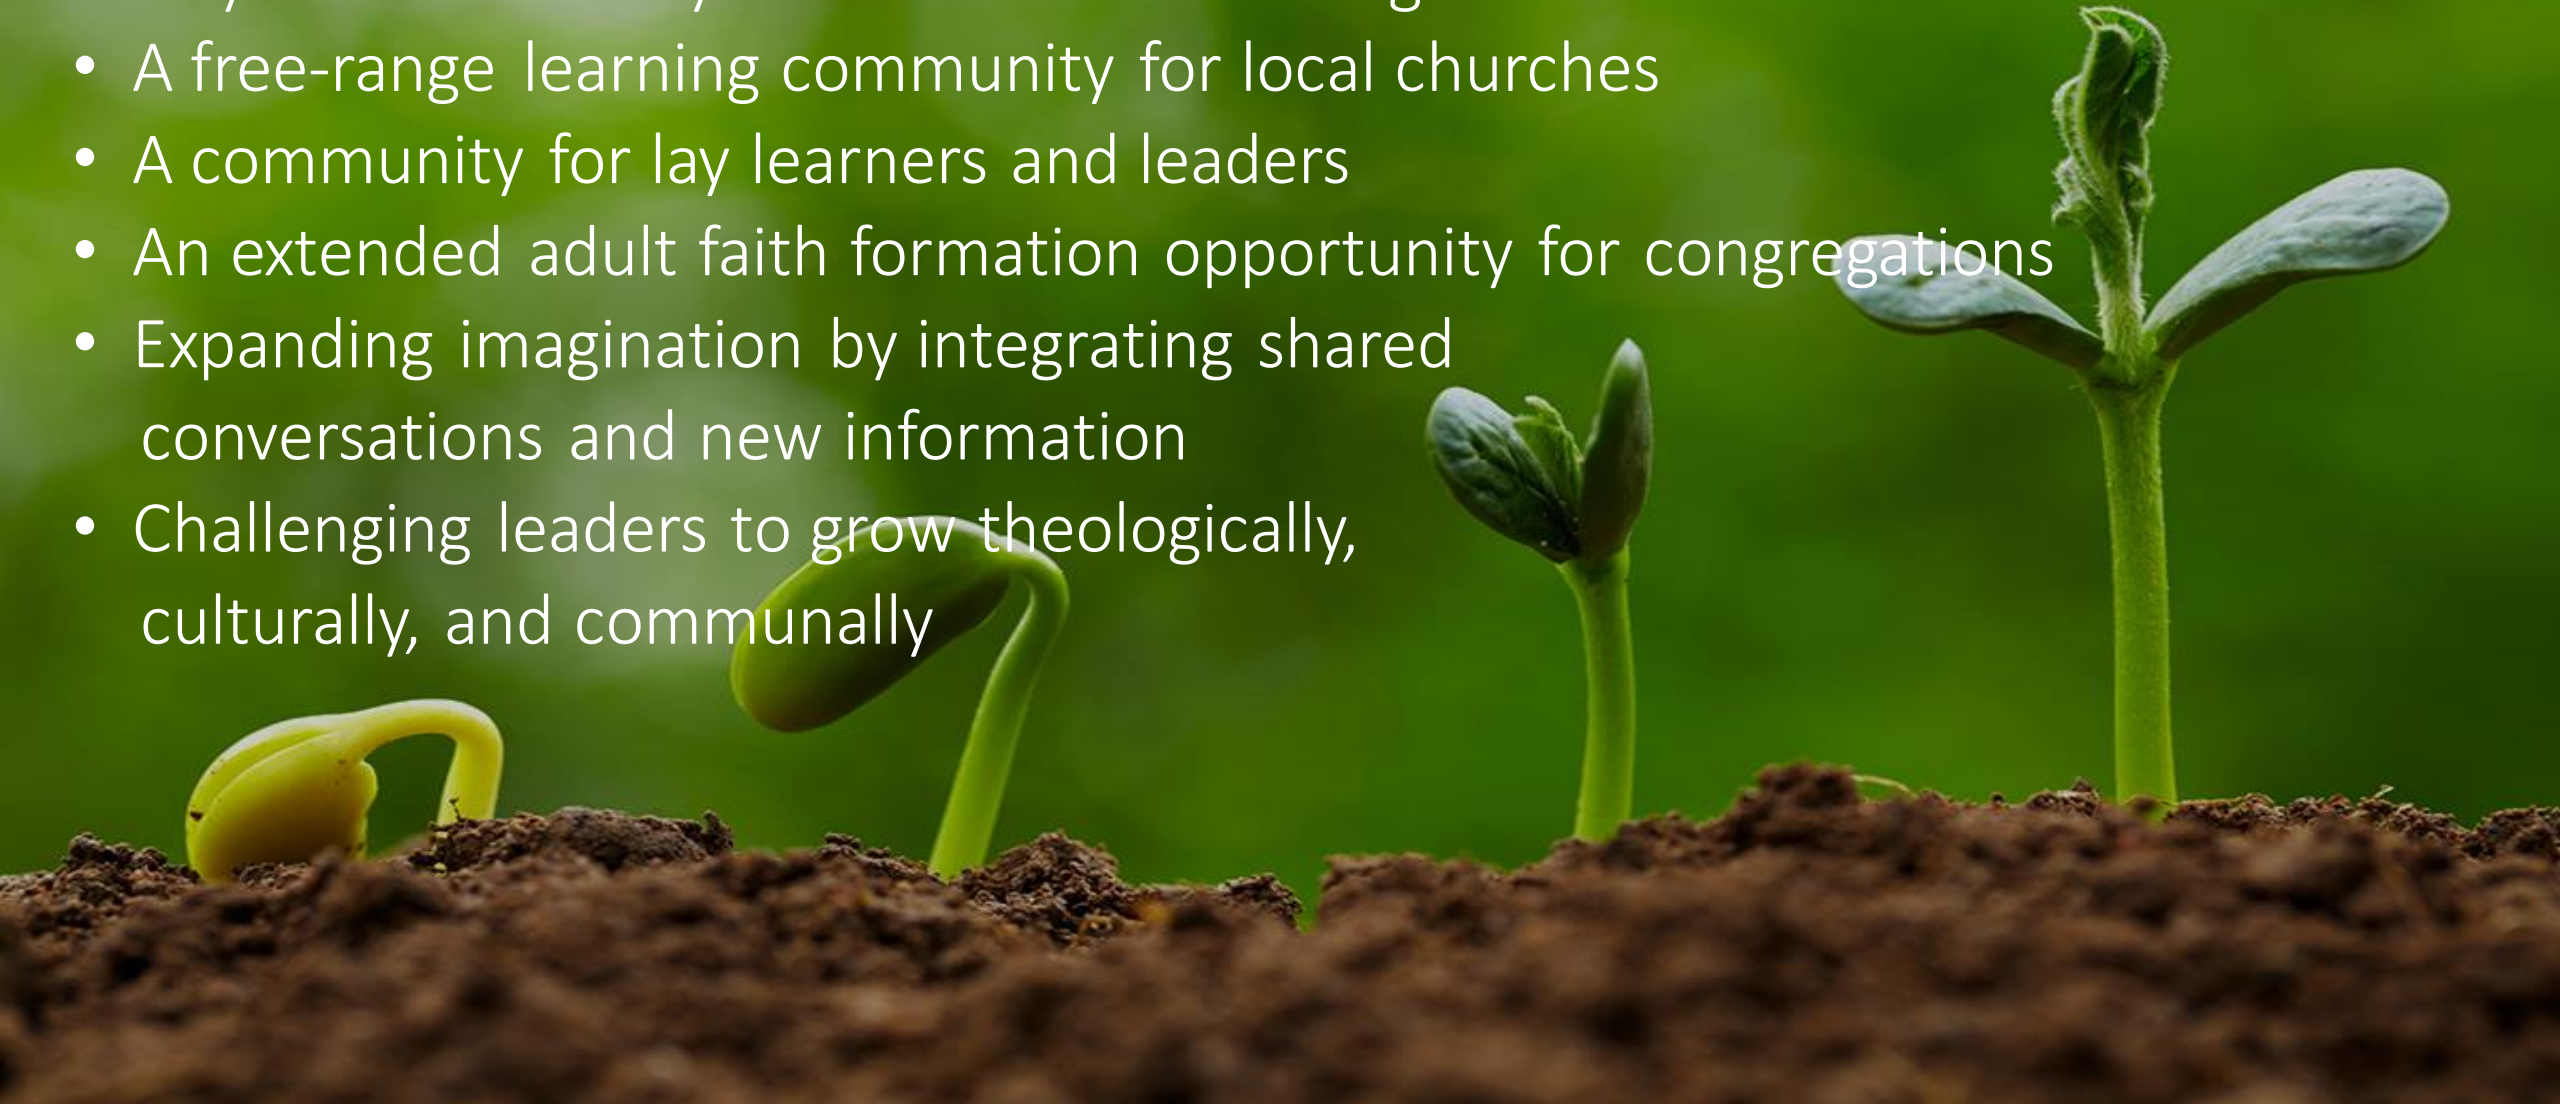 • A free-range learning community for local churches
• A community for lay learners and leaders
• An extended adult faith formation opportunity for congregations
• Expanding imagination by integrating shared
conversations and new information
• Challenging leaders to grow theologically,
culturally, and communally